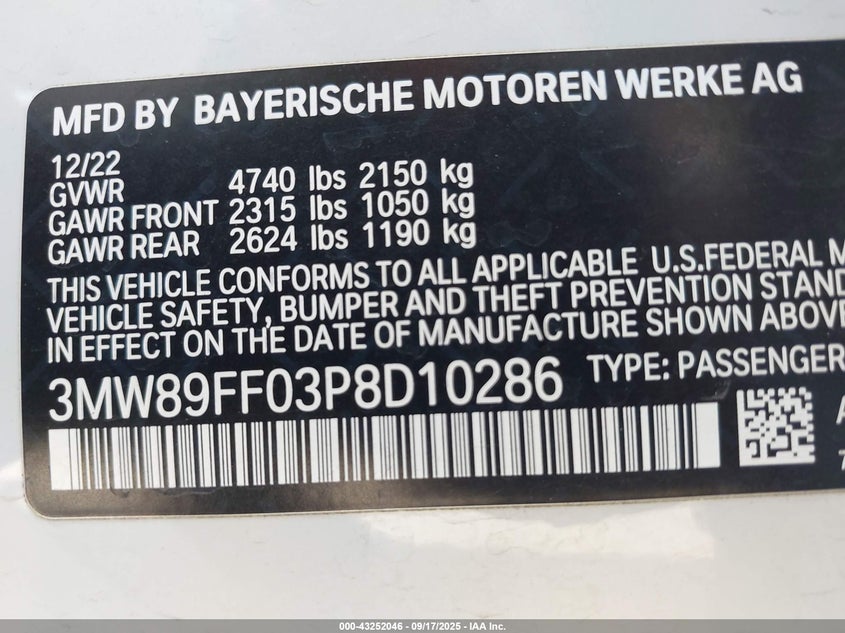 MFD BY BAYERISCHE MOTOREN WERKE AG
12/22
GVWR 4740 lbs 2150 kg
GAWR FRONT 2315 lbs 1050 kg
GAWR REAR 2624 lbs 1190 kg
THIS VEHICLE CONFORMS TO ALL APPLICABLE U.S.FEDERAL M
VEHICLE SAFETY, BUMPER AND THEFT PREVENTION STAND
IN EFFECT ON THE DATE OF MANUFACTURE SHOWN ABOVE
3MW89FF03P8D10286 TYPE: PASSENGER
000-43252046 - 09/17/2025 - IAA Inc.